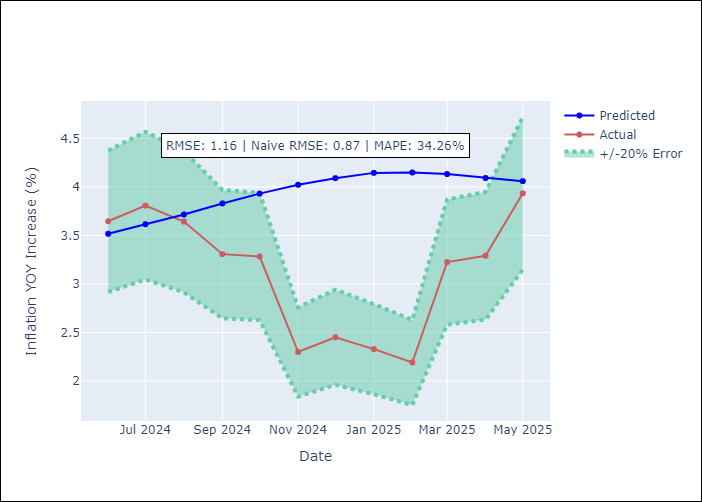 RMSE: 1.16 | Naive RMSE: 0.87 | MAPE: 34.26%
Predicted
Actual
+/-20% Error
Inflation YOY Increase (%)
4.5
4
3.5
3
2.5
2
Jul 2024
Sep 2024
Nov 2024
Jan 2025
Mar 2025
May 2025
Date